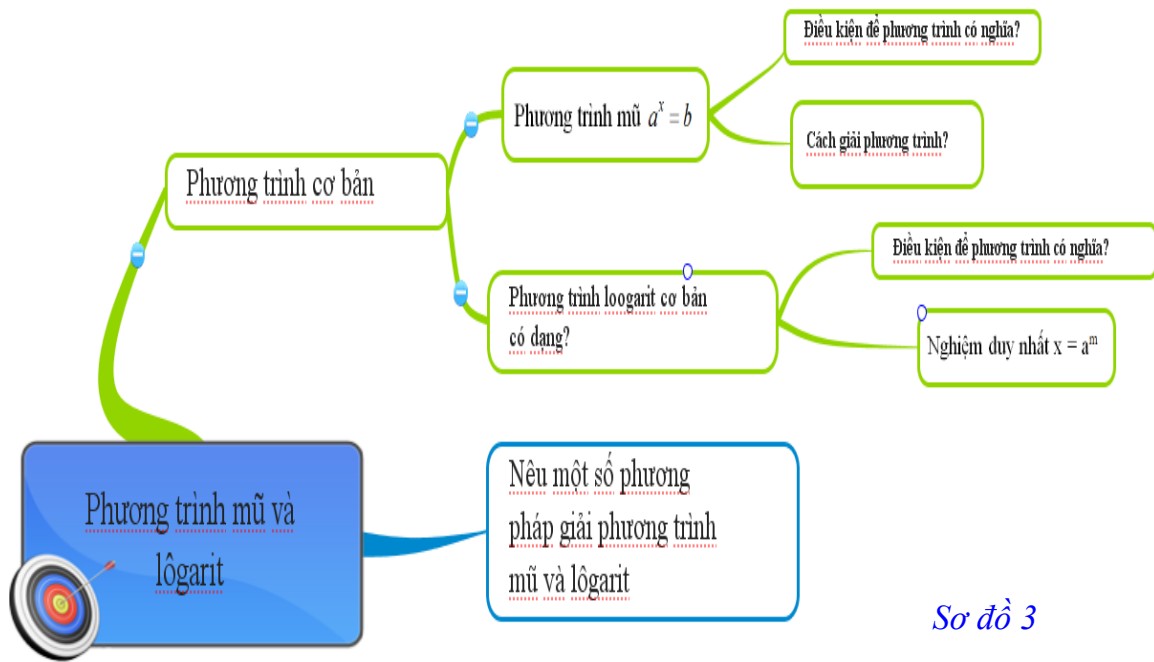 Điều kiện để phương trình có nghĩa?
Phương trình mũ aˣ = b
Cách giải phương trình?
Phương trình cơ bản
Điều kiện để phương trình có nghĩa?
Phương trình loogarit cơ bản
có dạng?
Nghiệm duy nhất x = aᵐ
Phương trình mũ và
lôgarit
Nêu một số phương
pháp giải phương trình
mũ và lôgarit
Sơ đồ 3